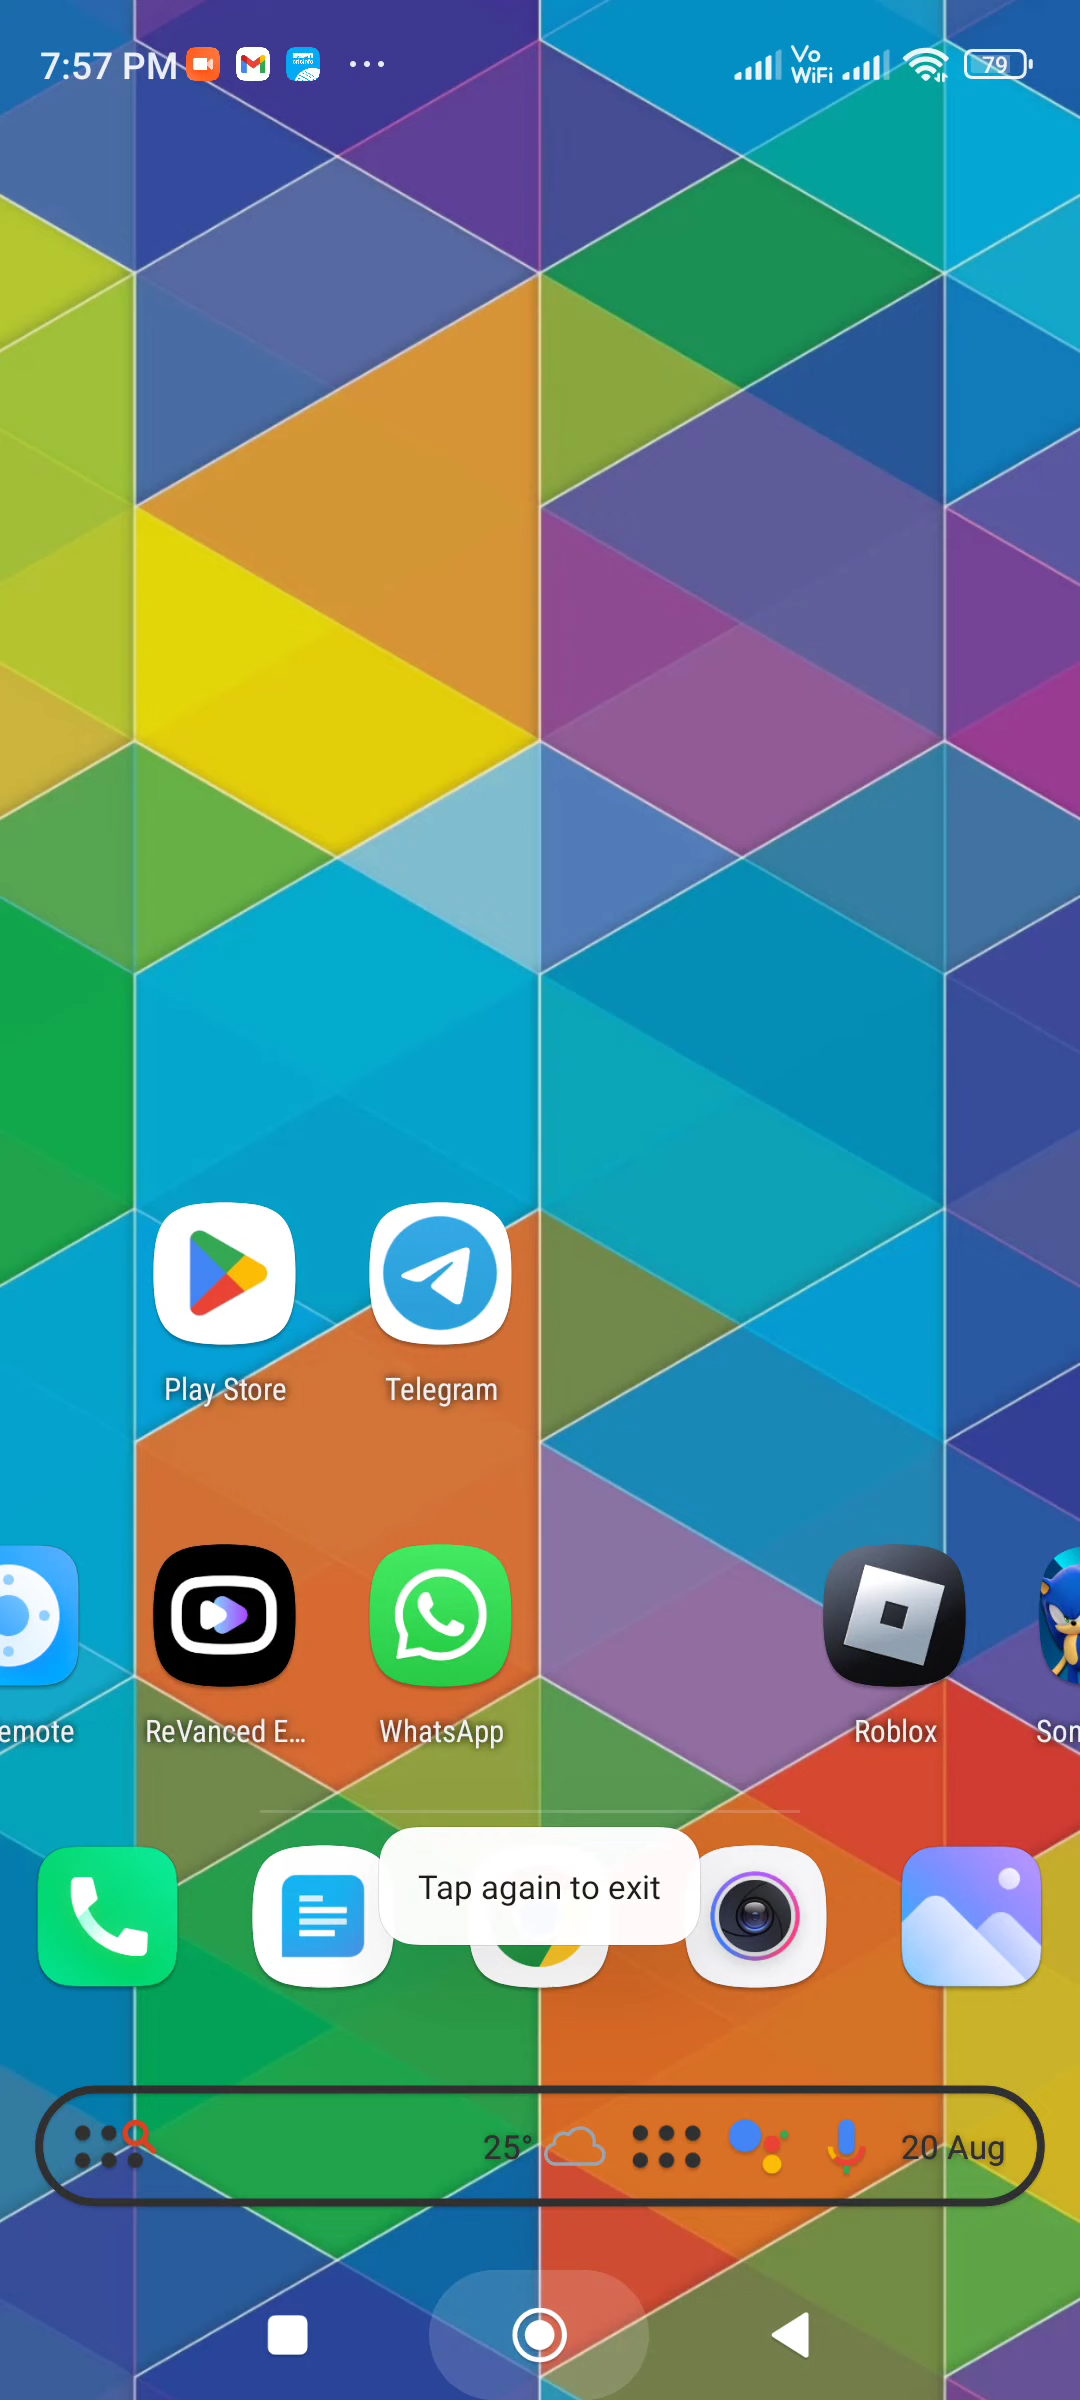 7:57 PM
Vo
WiFi
79
Play Store
Telegram
emote
ReVanced E...
WhatsApp
Roblox
Son
Tap again to exit
25°
20 Aug